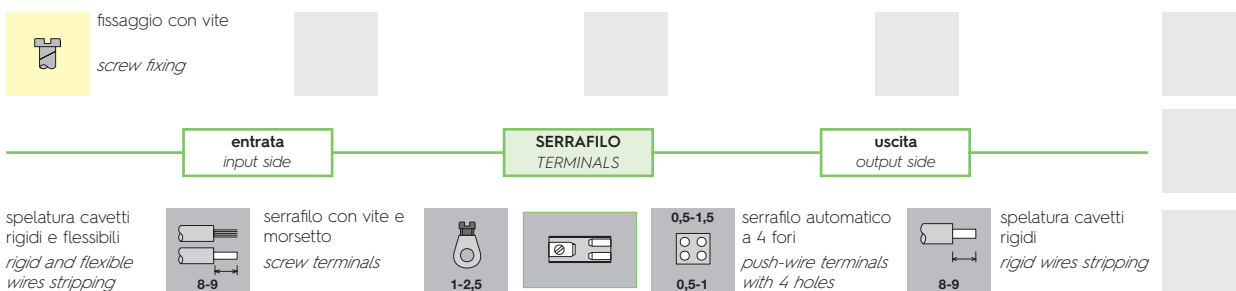 fissaggio con vite
screw fixing
entrata
input side
SERRAFILO
TERMINALS
uscita
output side
spelatura cavetti
rigidi e flessibili
rigid and flexible
wires stripping
8-9
serrafilo con vite e
morsetto
screw terminals
1-2,5
0,5-1,5
0,5-1
serrafilo automatico
a 4 fori
push-wire terminals
with 4 holes
8-9
spelatura cavetti
rigidi
rigid wires stripping